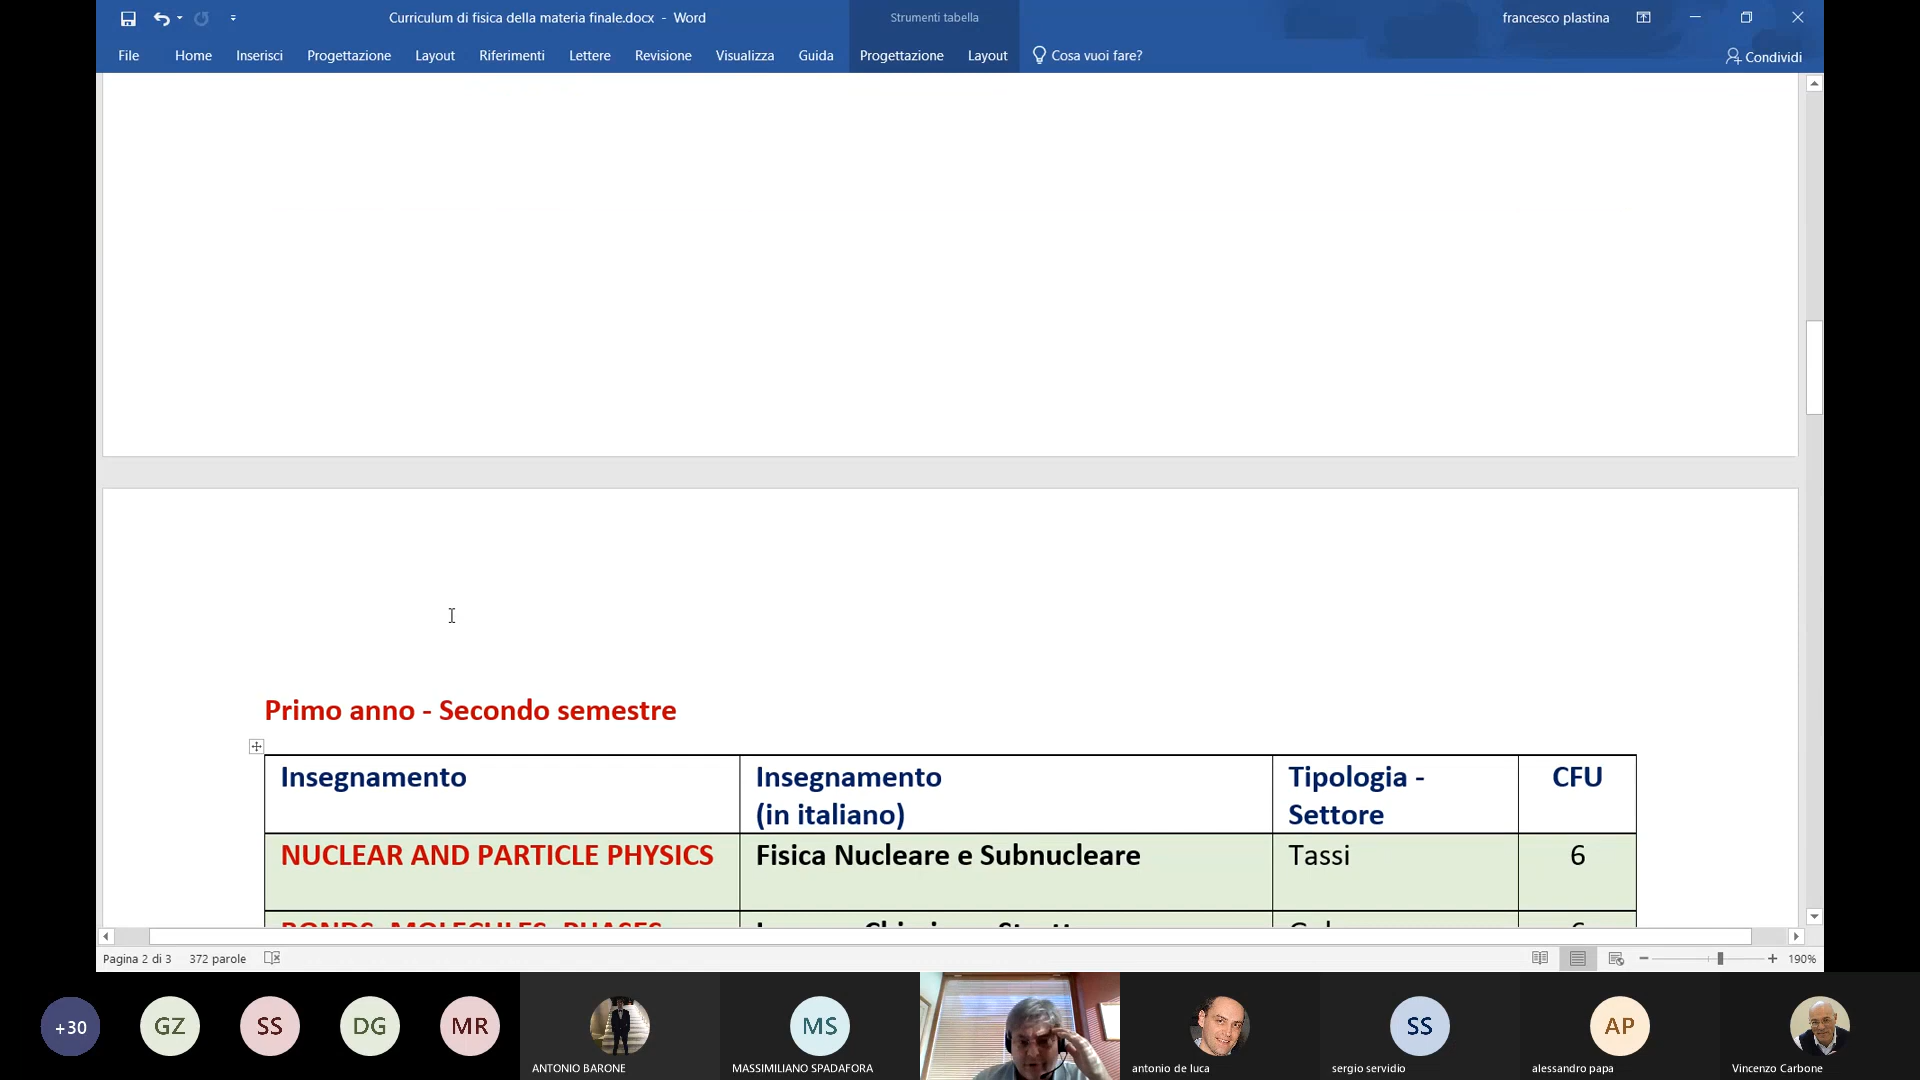 Curriculum di fisica della materia finale.docx - Word
Strumenti tabella
francesco plastina
File Home Inserisci Progettazione Layout Riferimenti Lettere Revisione Visualizza Guida Progettazione Layout Cosa vuoi fare? Condividi
Primo anno - Secondo semestre
Insegnamento Insegnamento (in italiano) Tipologia - Settore CFU
NUCLEAR AND PARTICLE PHYSICS Fisica Nucleare e Subnucleare Tassi 6
BONDS, MOLECULES, PHASES
Pagina 2 di 3 372 parole 190%
+30 GZ SS DG MR MS SS AP
ANTONIO BARONE MASSIMILIANO SPADAFORA antonio de luca sergio servidio alessandro papa Vincenzo Carbone